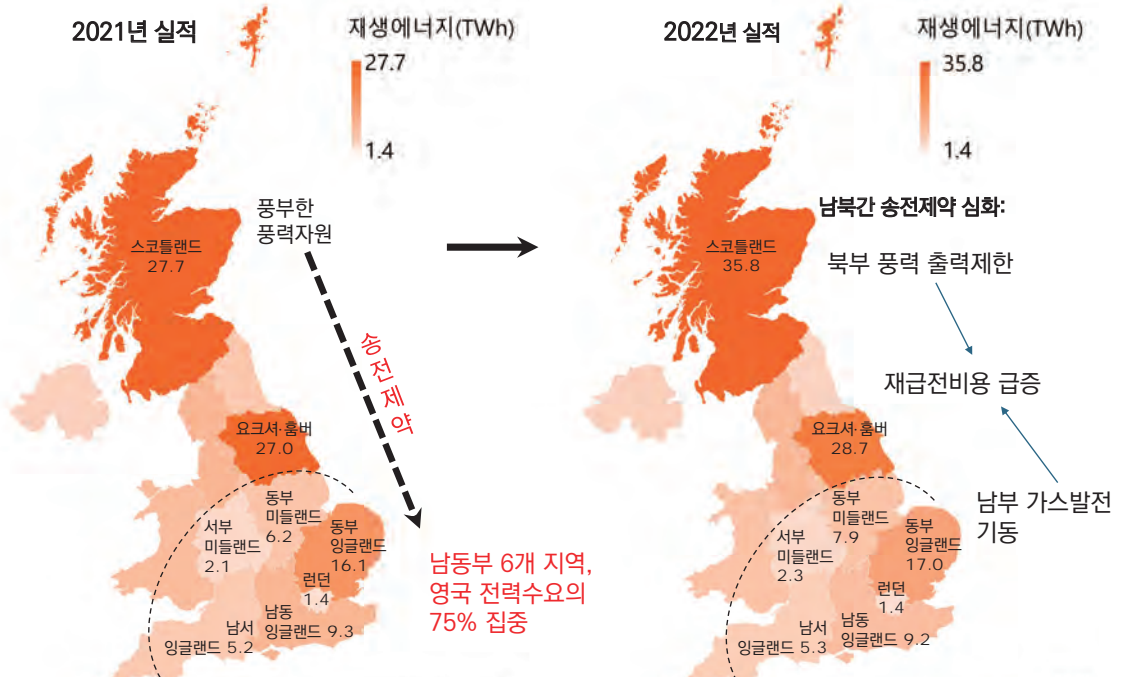 2021년 실적
재생에너지(TWh)
27.7
1.4
스코틀랜드
27.7
풍부한
풍력자원
송전제약
요크셔·홈버
27.0
동부
미들랜드
6.2
서부
미들랜드
2.1
동부
잉글랜드
16.1
런던
1.4
남동
잉글랜드 9.3
남서
잉글랜드 5.2
남동부 6개 지역,
영국 전력수요의
75% 집중
2022년 실적
재생에너지(TWh)
35.8
1.4
스코틀랜드
35.8
남북간 송전제약 심화:
북부 풍력 출력제한
재급전비용 급증
남부 가스발전
기동
요크셔·홈버
28.7
동부
미들랜드
7.9
서부
미들랜드
2.3
동부
잉글랜드
17.0
런던
1.4
남동
잉글랜드 9.2
남서
잉글랜드 5.3